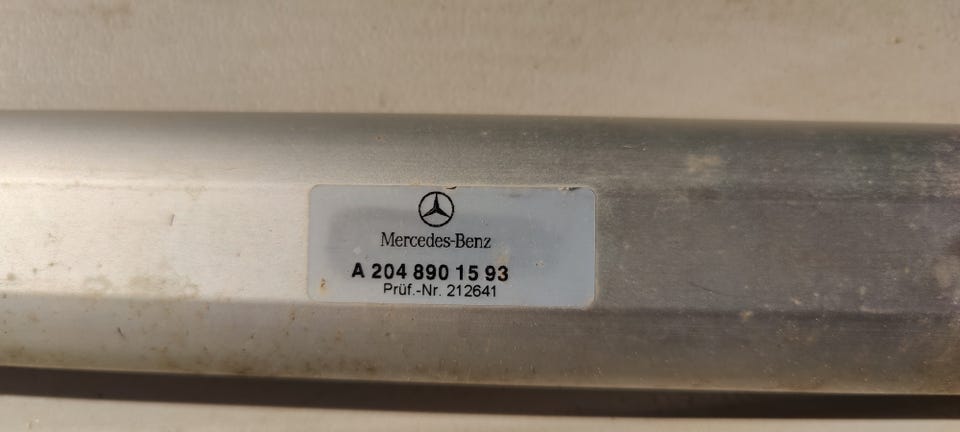 Mercedes-Benz
A 204 890 15 93
Prüf.-Nr. 212641